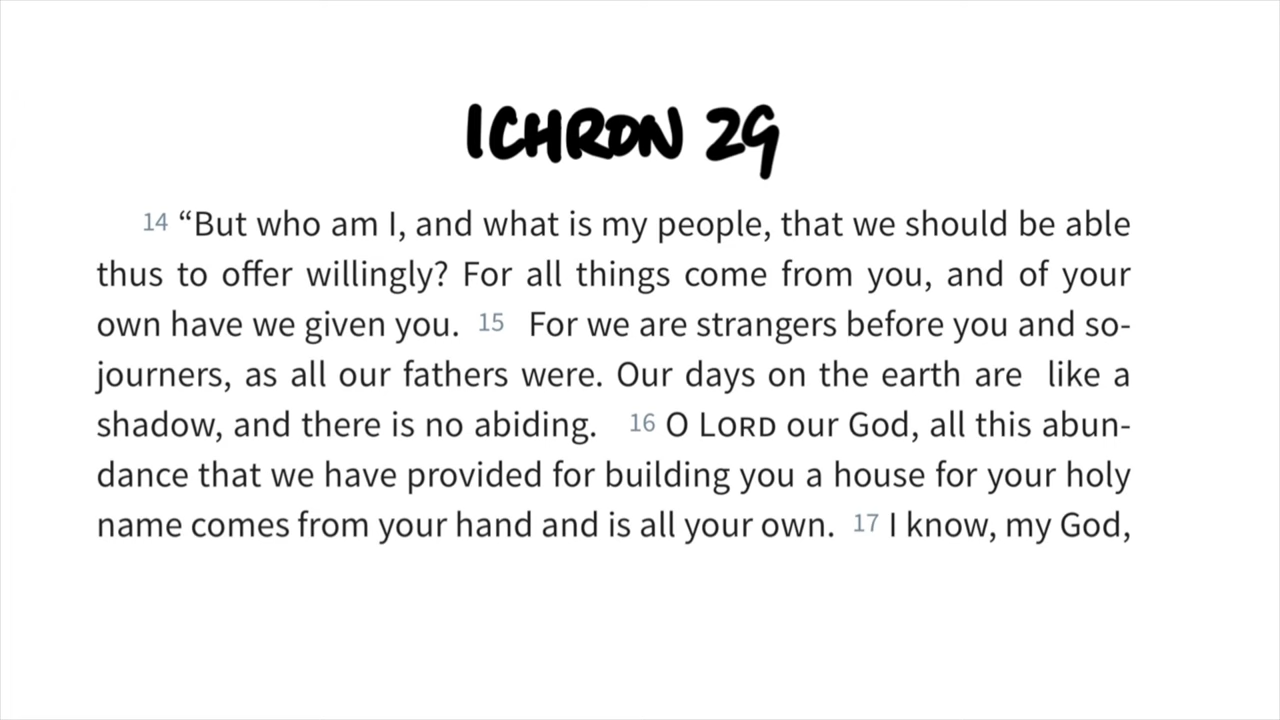 1CHRON 29
14 “But who am I, and what is my people, that we should be able
thus to offer willingly? For all things come from you, and of your
own have we given you. 15 For we are strangers before you and so-
journers, as all our fathers were. Our days on the earth are like a
shadow, and there is no abiding. 16 O LORD our God, all this abun-
dance that we have provided for building you a house for your holy
name comes from your hand and is all your own. 17 I know, my God,